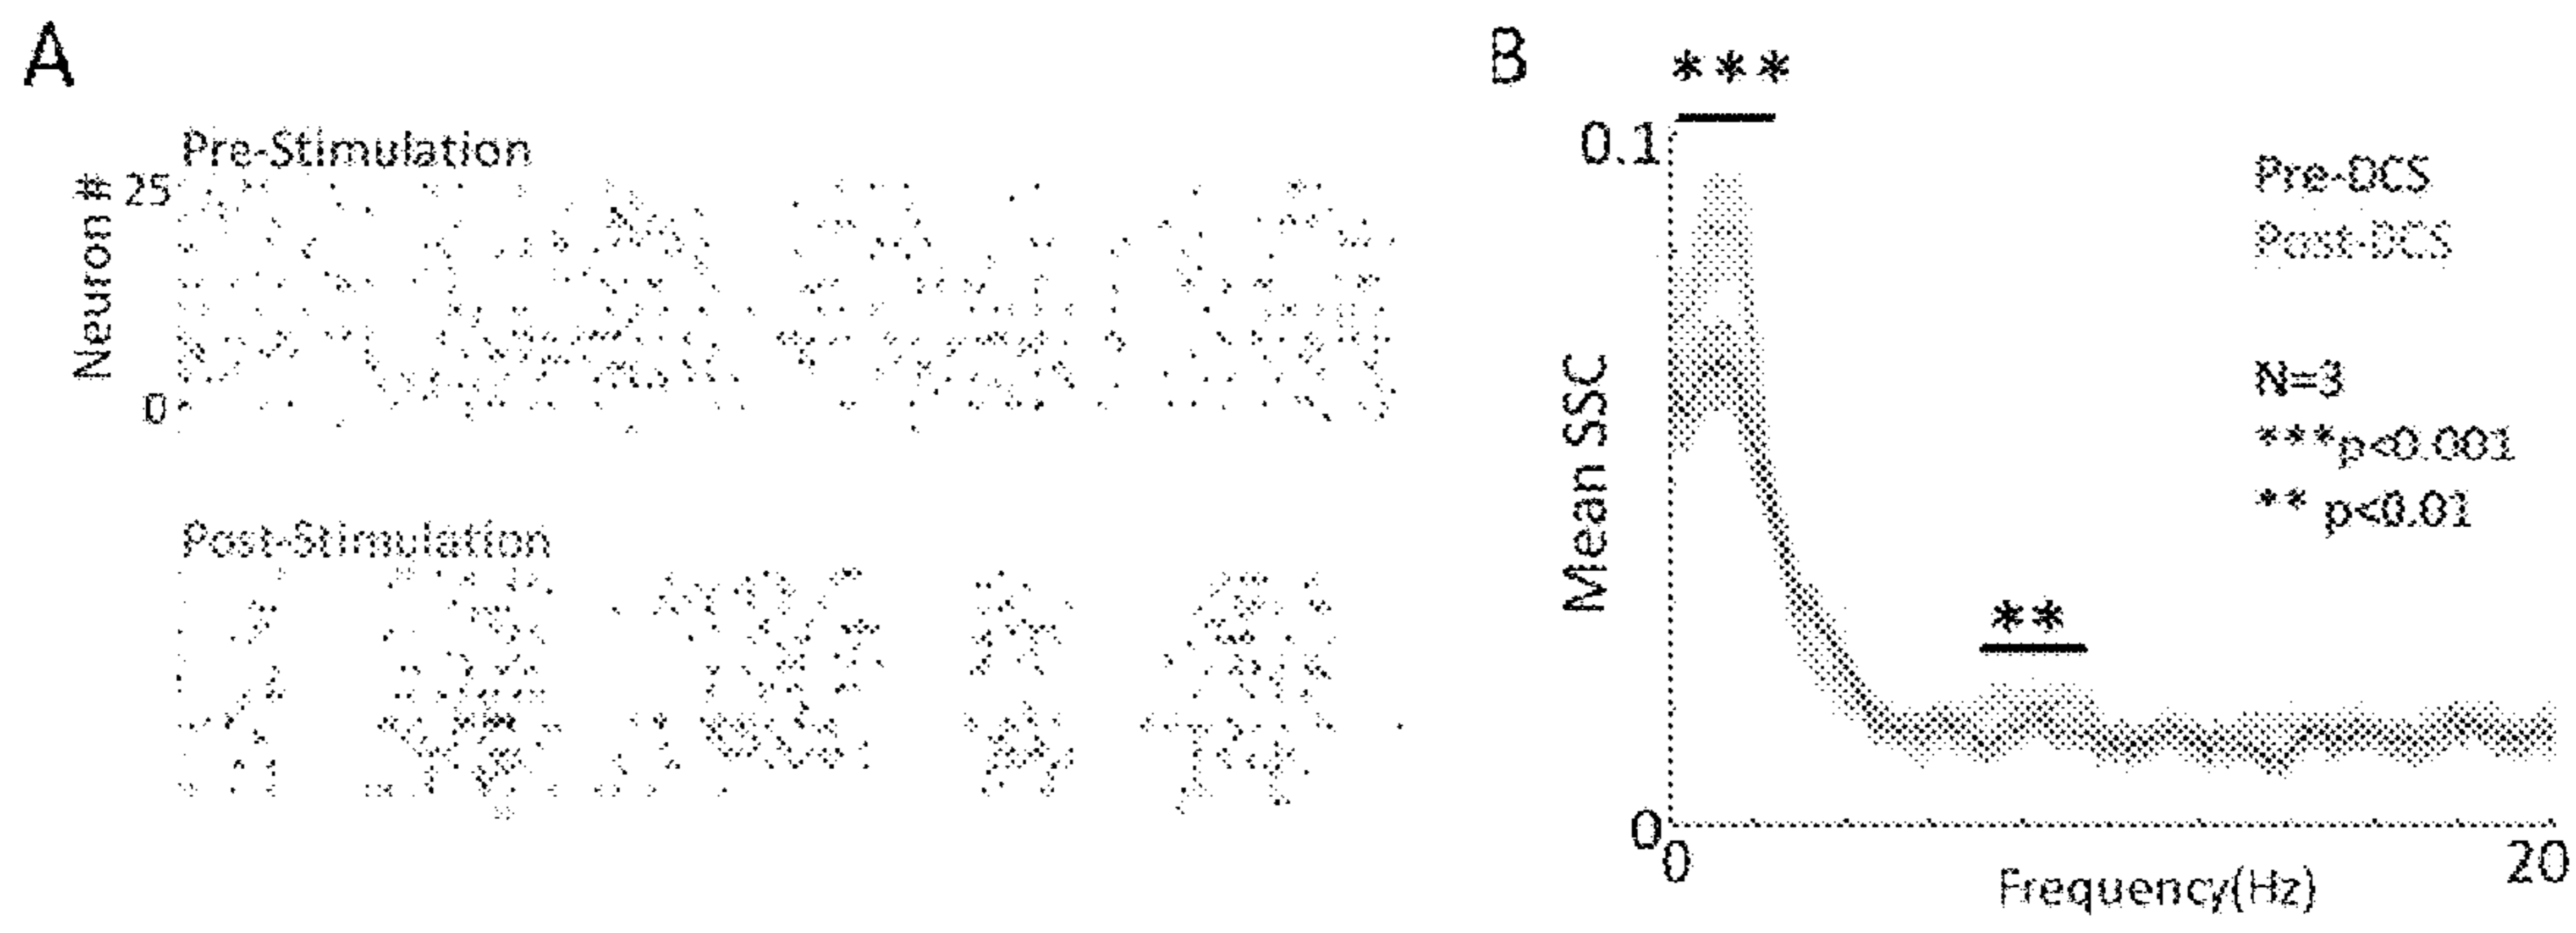 A
Pre-Stimulation
Neuron #
25
0
Post-Stimulation
B
***
0.1
Mean SSC
0
Pre-DCS
Post-DCS
N=3
***p<0.001
** p<0.01
**
0
20
Frequency(Hz)